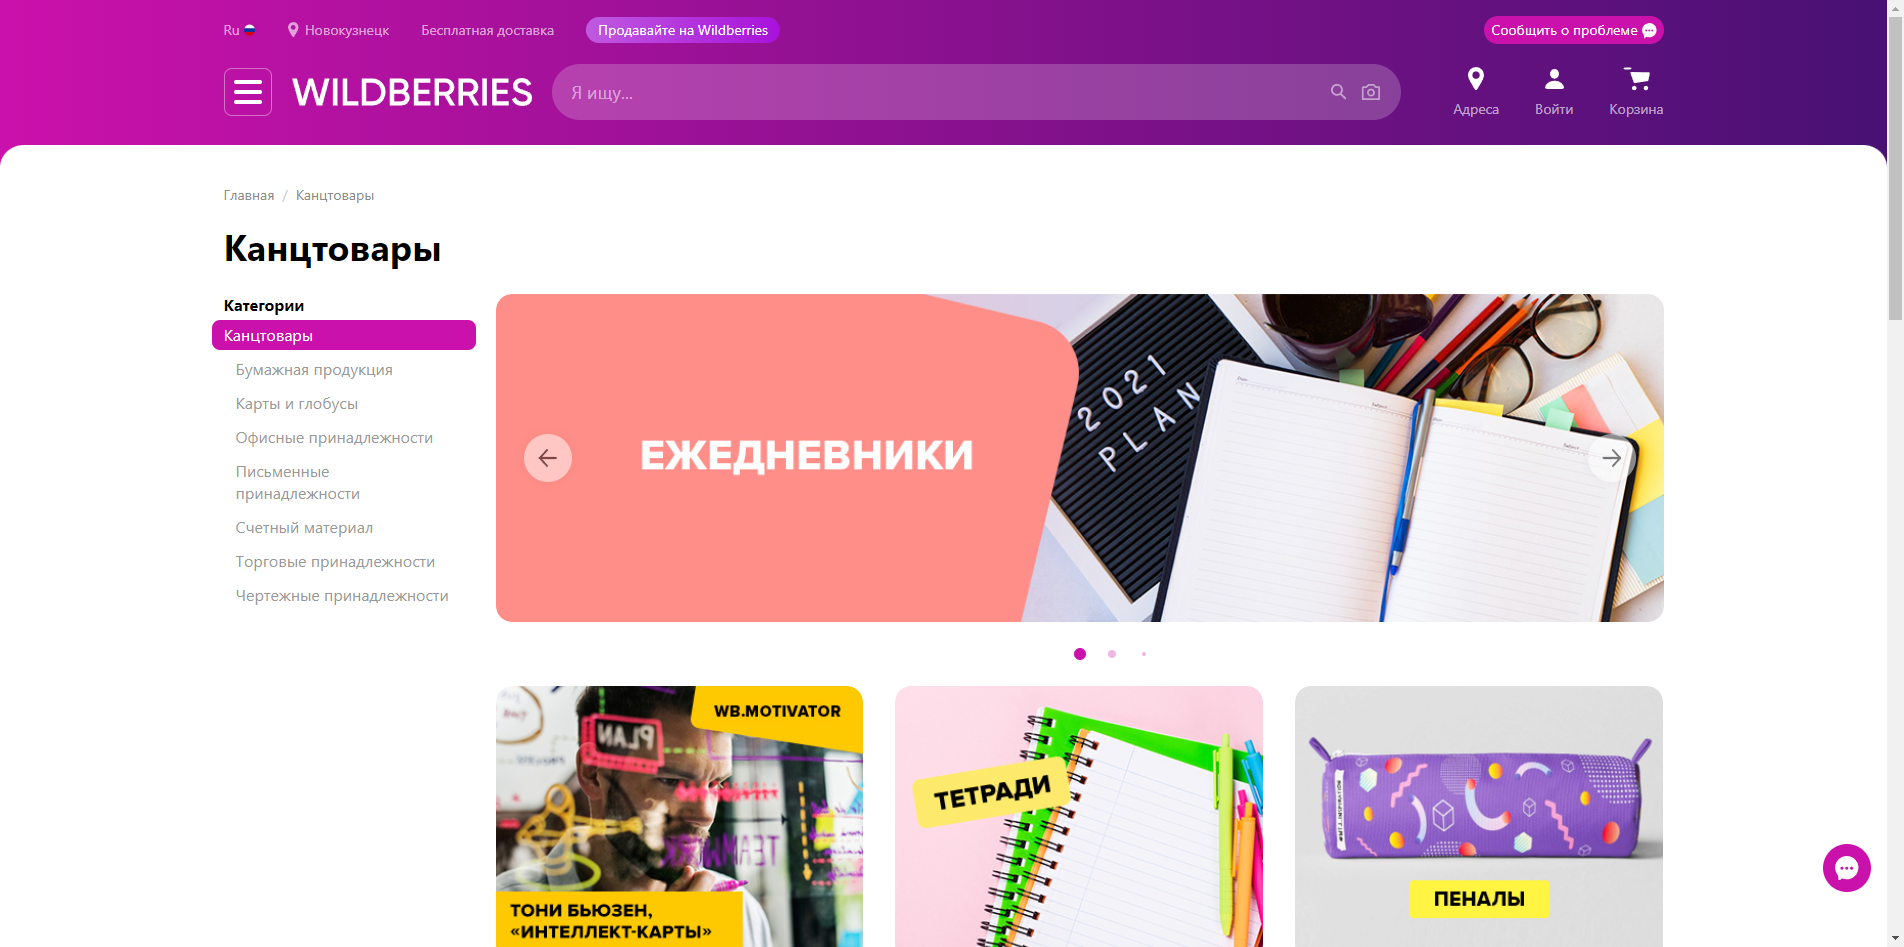 Ru
Новокузнецк
Бесплатная доставка
Продавайте на Wildberries
Сообщить о проблеме
WILDBERRIES
Я ищу...
Адреса
Войти
Корзина
Главная / Канцтовары
Канцтовары
Категории
Канцтовары
Бумажная продукция
Карты и глобусы
Офисные принадлежности
Письменные
принадлежности
Счетный материал
Торговые принадлежности
Чертежные принадлежности
ЕЖЕДНЕВНИКИ
2021
PLAN
WB.MOTIVATOR
PLAN
TEAMWORK
ТОНИ БЬЮЗЕН,
«ИНТЕЛЛЕКТ-КАРТЫ»
ТЕТРАДИ
ПЕНАЛЫ